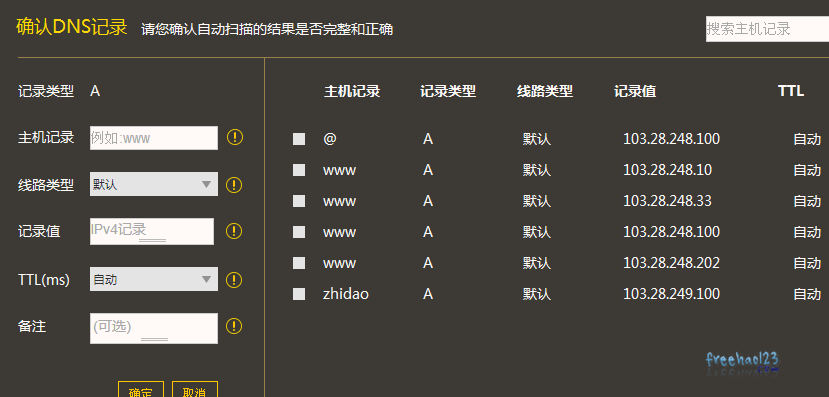 确认DNS记录 请您确认自动扫描的结果是否完整和正确 搜索主机记录
记录类型 A
主机记录 例如:www
线路类型 默认
记录值 IPv4记录
TTL(ms) 自动
备注 (可选)
确定 取消
主机记录 记录类型 线路类型 记录值 TTL
@ A 默认 103.28.248.100 自动
www A 默认 103.28.248.10 自动
www A 默认 103.28.248.33 自动
www A 默认 103.28.248.100 自动
www A 默认 103.28.248.202 自动
zhidao A 默认 103.28.249.100 自动
freehao123